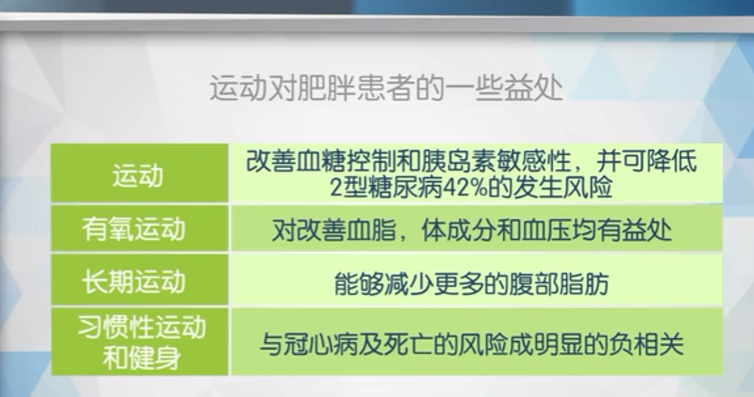 运动对肥胖患者的一些益处
运动
改善血糖控制和胰岛素敏感性，并可降低
2型糖尿病42%的发生风险
有氧运动
对改善血脂，体成分和血压均有益处
长期运动
能够减少更多的腹部脂肪
习惯性运动
和健身
与冠心病及死亡的风险成明显的负相关